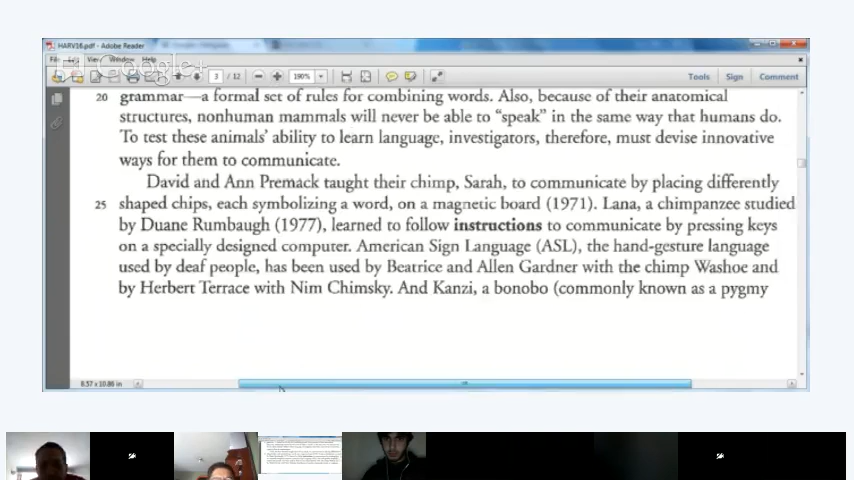 HARV16.pdf - Adobe Reader
File Edit View Window Help
Google+
3 / 12 190% Tools Sign Comment
20 grammar—a formal set of rules for combining words. Also, because of their anatomical
structures, nonhuman mammals will never be able to “speak” in the same way that humans do.
To test these animals’ ability to learn language, investigators, therefore, must devise innovative
ways for them to communicate.
David and Ann Premack taught their chimp, Sarah, to communicate by placing differently
25 shaped chips, each symbolizing a word, on a magnetic board (1971). Lana, a chimpanzee studied
by Duane Rumbaugh (1977), learned to follow instructions to communicate by pressing keys
on a specially designed computer. American Sign Language (ASL), the hand-gesture language
used by deaf people, has been used by Beatrice and Allen Gardner with the chimp Washoe and
by Herbert Terrace with Nim Chimsky. And Kanzi, a bonobo (commonly known as a pygmy
8.57 x 10.86 in